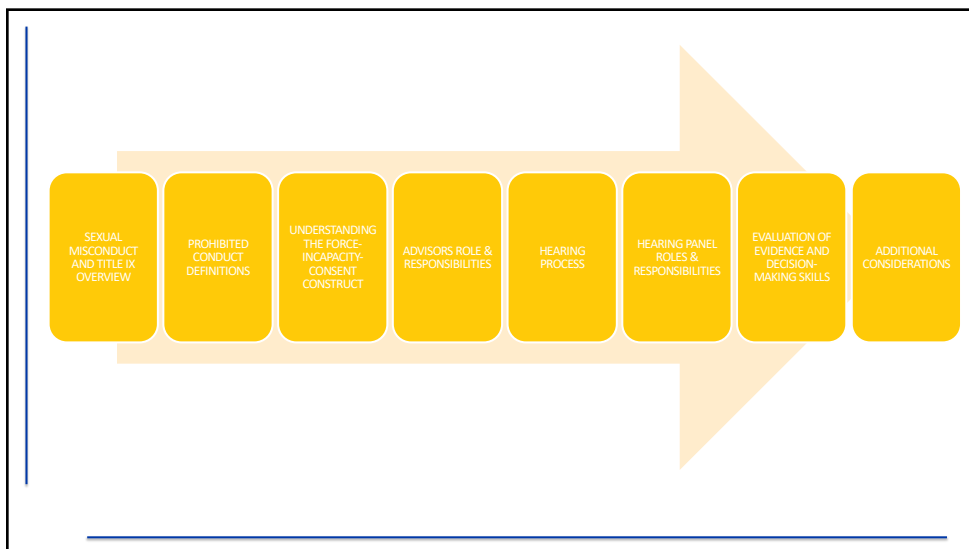 SEXUAL
MISCONDUCT
AND TITLE IX
OVERVIEW
PROHIBITED
CONDUCT
DEFINITIONS
UNDERSTANDING
THE FORCE-
INCAPACITY-
CONSENT
CONSTRUCT
ADVISORS ROLE &
RESPONSIBILITIES
HEARING
PROCESS
HEARING PANEL
ROLES &
RESPONSIBILITIES
EVALUATION OF
EVIDENCE AND
DECISION-
MAKING SKILLS
ADDITIONAL
CONSIDERATIONS